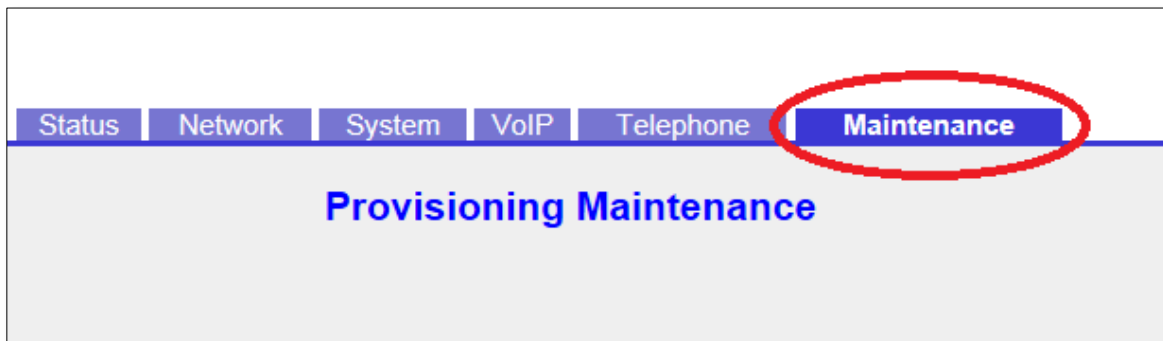 Status Network System VoIP Telephone Maintenance
Provisioning Maintenance